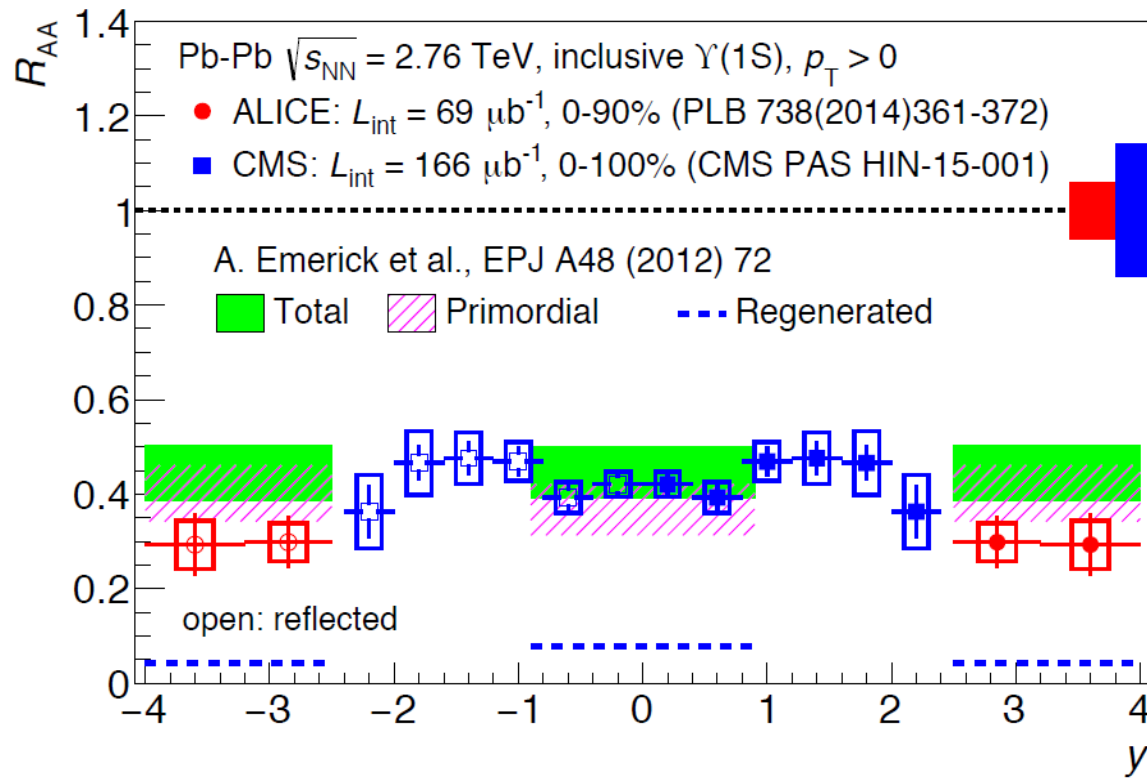 R_AA
1.4
1.2
1
0.8
0.6
0.4
0.2
0
Pb-Pb √s_NN = 2.76 TeV, inclusive ϒ(1S), p_T > 0
ALICE: L_int = 69 μb⁻¹, 0-90% (PLB 738(2014)361-372)
CMS: L_int = 166 μb⁻¹, 0-100% (CMS PAS HIN-15-001)
A. Emerick et al., EPJ A48 (2012) 72
Total Primordial Regenerated
open: reflected
−4 −3 −2 −1 0 1 2 3 4
y